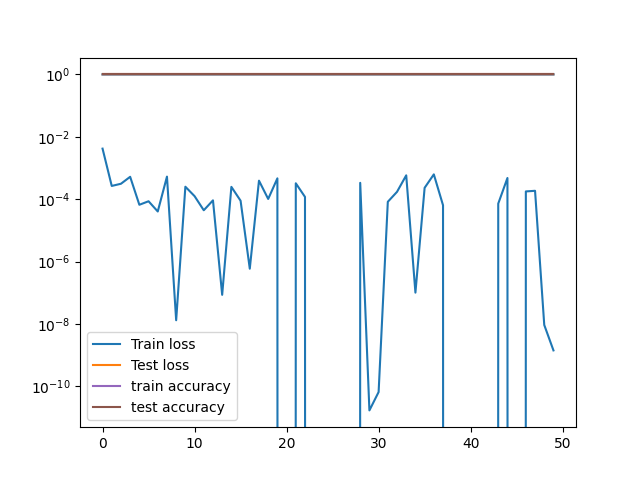 10⁰
10⁻²
10⁻⁴
10⁻⁶
10⁻⁸
10⁻¹⁰
Train loss
Test loss
train accuracy
test accuracy
0 10 20 30 40 50